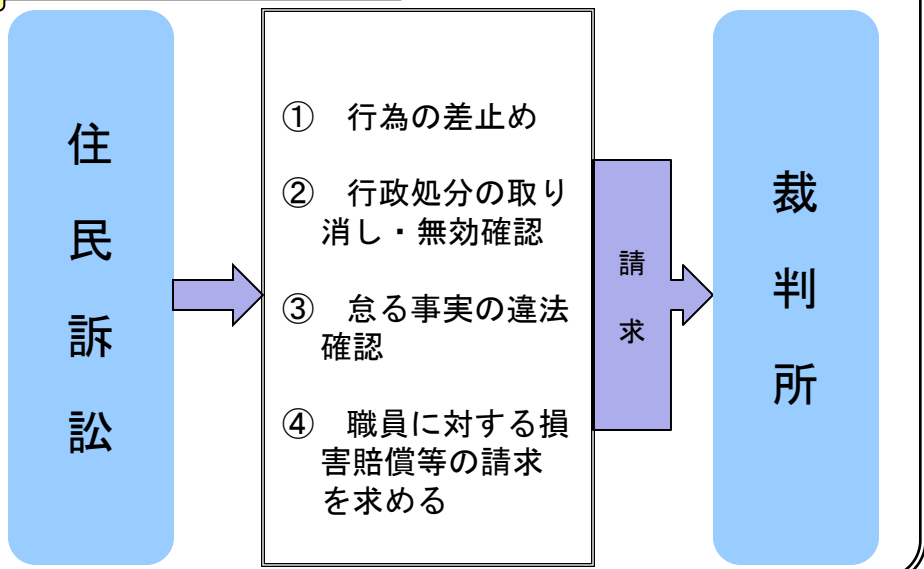 住民訴訟
① 行為の差止め
② 行政処分の取り
消し・無効確認
③ 怠る事実の違法
確認
④ 職員に対する損
害賠償等の請求
を求める
請求
裁判所